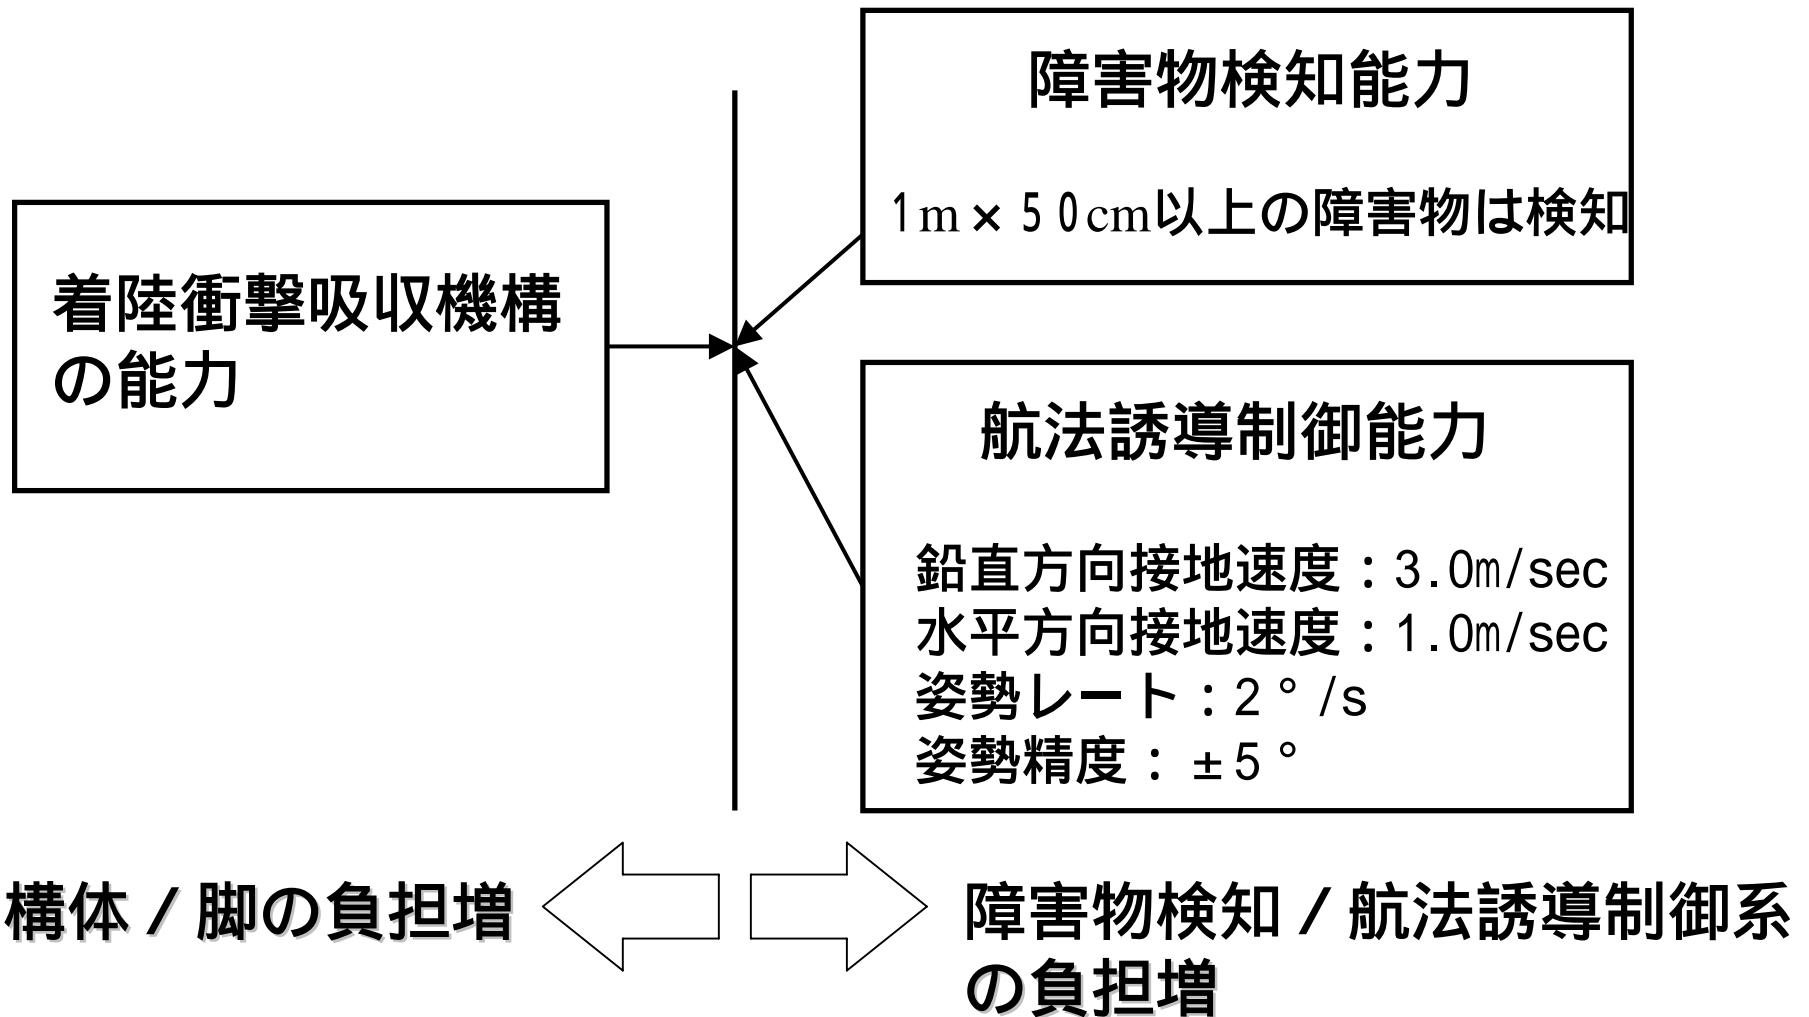 障害物検知能力
1m×50cm以上の障害物は検知
着陸衝撃吸収機構
の能力
航法誘導制御能力
鉛直方向接地速度：3.0m/sec
水平方向接地速度：1.0m/sec
姿勢レート：2°/s
姿勢精度：±5°
構体/脚の負担増
障害物検知/航法誘導制御系
の負担増